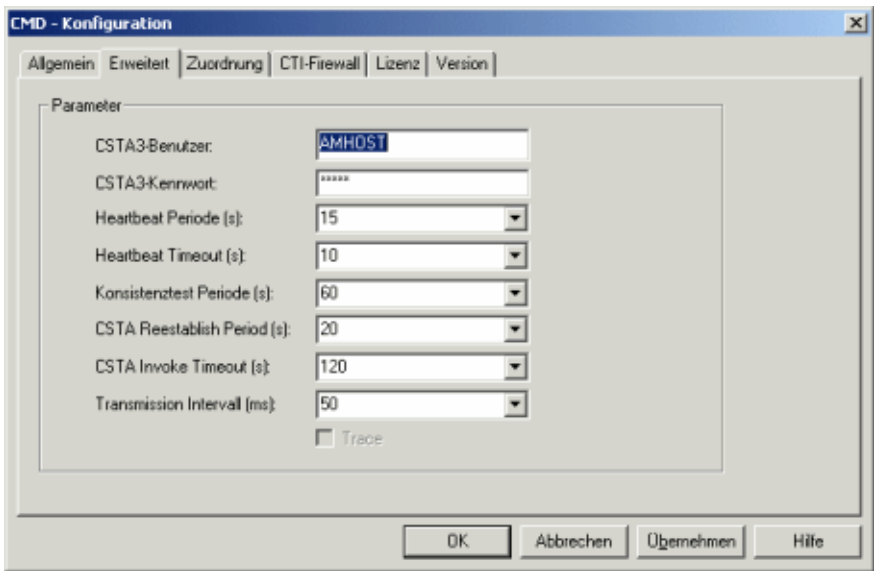 CMD - Konfiguration
Allgemein Erweitert Zuordnung CTI-Firewall Lizenz Version
Parameter
CSTA3-Benutzer: AMHOST
CSTA3-Kennwort: *****
Heartbeat Periode (s): 15
Heartbeat Timeout (s): 10
Konsistenztest Periode (s): 60
CSTA Reestablish Period (s): 20
CSTA Invoke Timeout (s): 120
Transmission Intervall (ms): 50
Trace
OK Abbrechen Übernehmen Hilfe